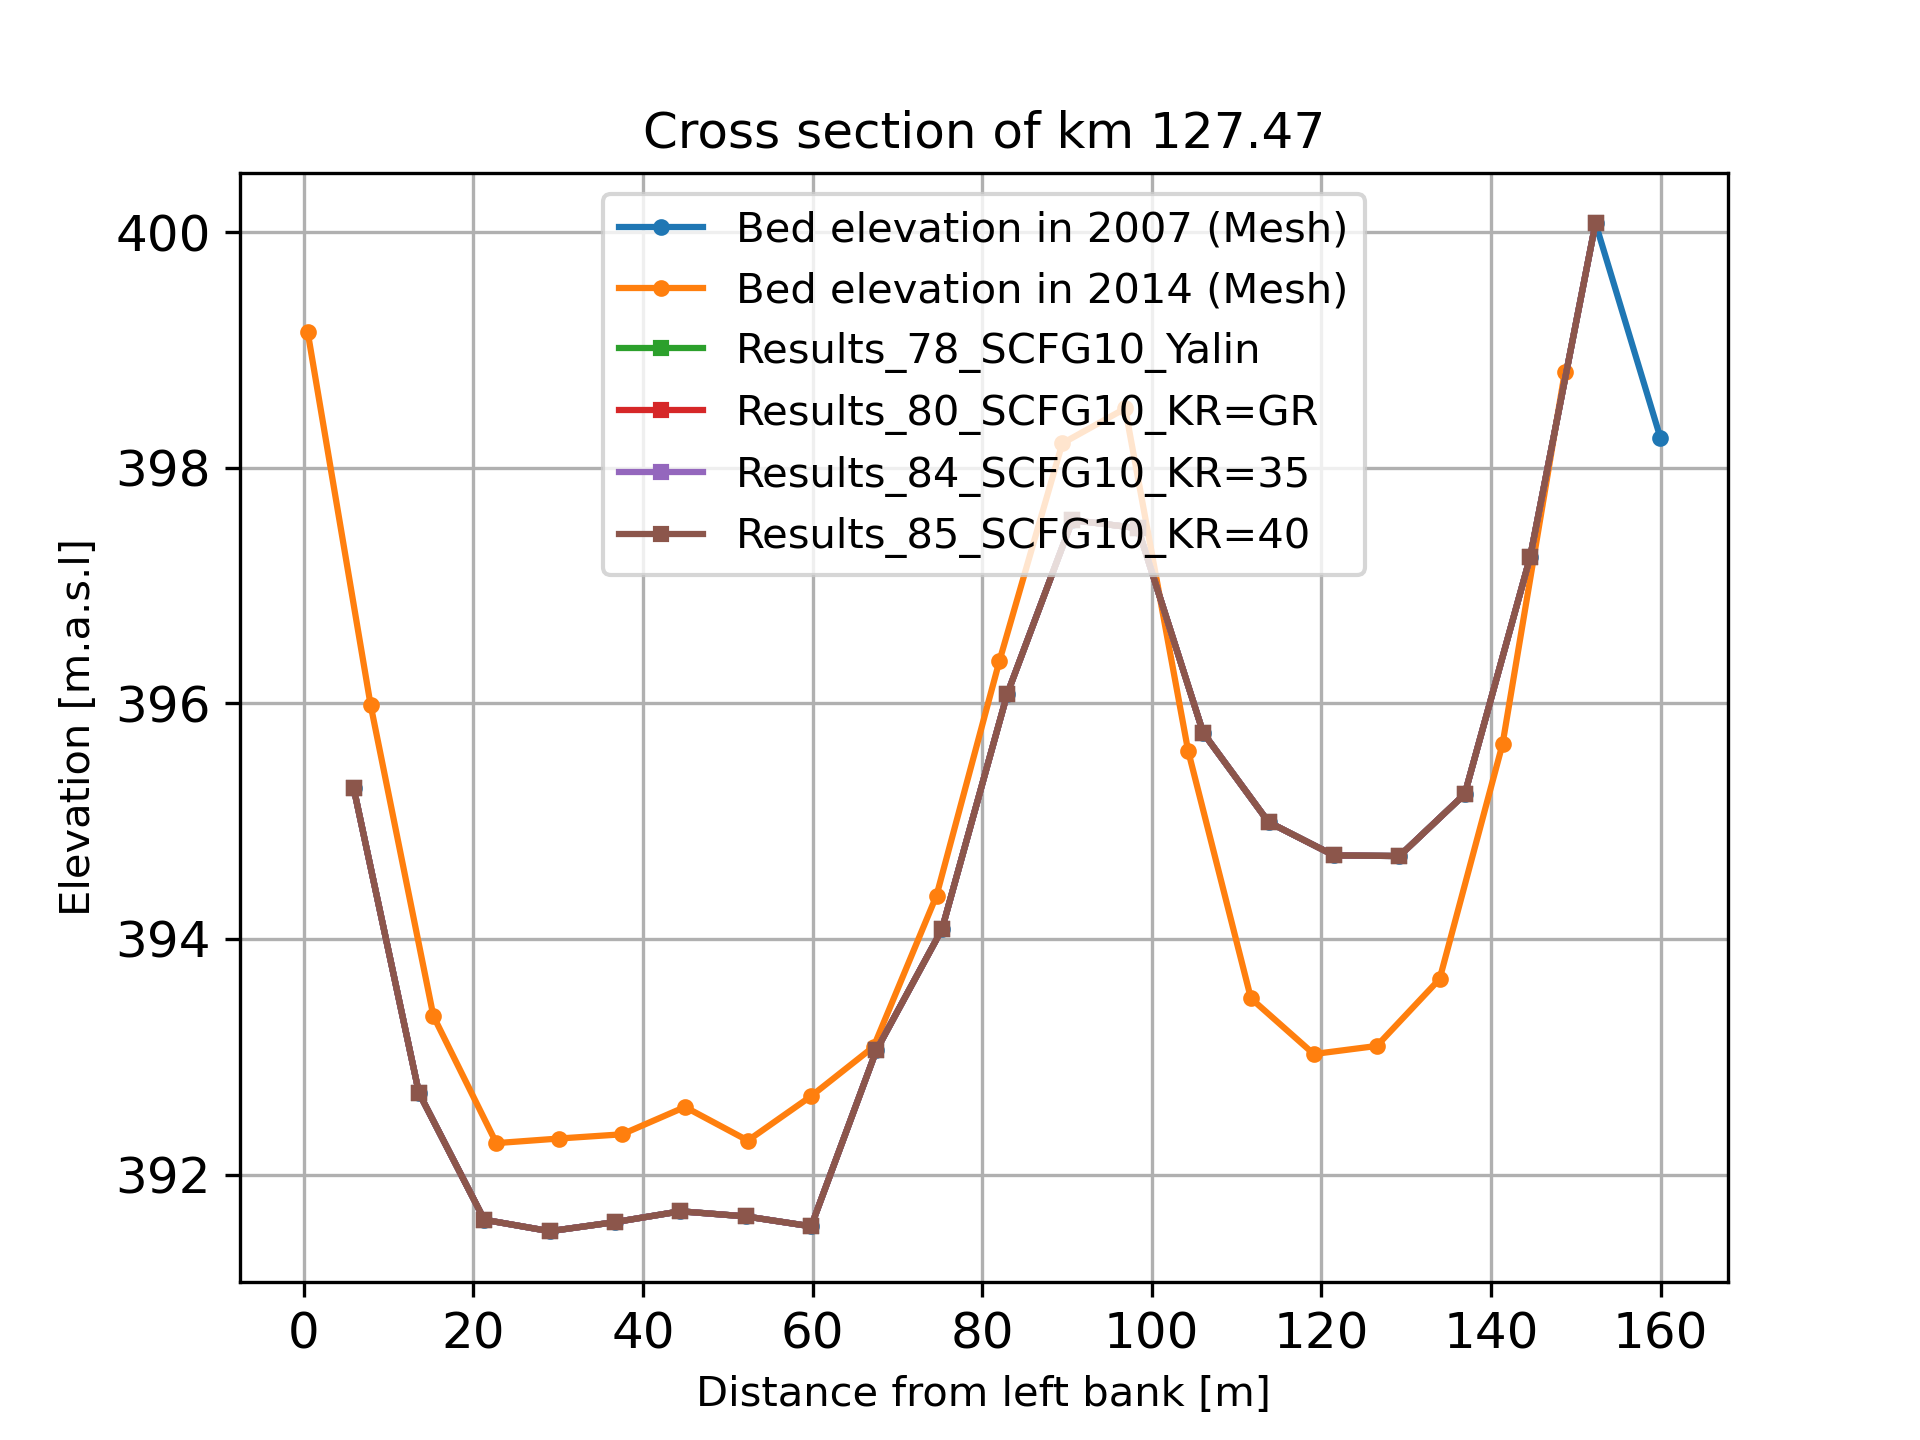 Cross section of km 127.47
Bed elevation in 2007 (Mesh)
Bed elevation in 2014 (Mesh)
Results_78_SCFG10_Yalin
Results_80_SCFG10_KR=GR
Results_84_SCFG10_KR=35
Results_85_SCFG10_KR=40
400
398
396
394
392
Elevation [m.a.s.l]
0 20 40 60 80 100 120 140 160
Distance from left bank [m]